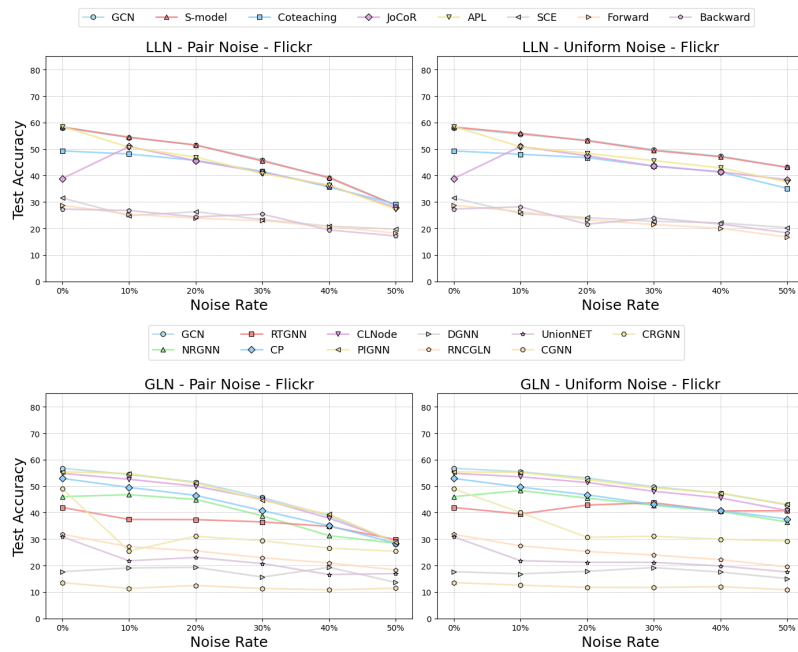 GCN S-model Coteaching JoCoR APL SCE Forward Backward
LLN - Pair Noise - Flickr
LLN - Uniform Noise - Flickr
Test Accuracy
80
70
60
50
40
30
20
10
0
0% 10% 20% 30% 40% 50%
Noise Rate
80
70
60
50
40
30
20
10
0
0% 10% 20% 30% 40% 50%
Noise Rate
GCN RTGNN CLNode DGNN UnionNET CRGNN
NRGNN CP PIGNN RNCGLN CGNN
GLN - Pair Noise - Flickr
GLN - Uniform Noise - Flickr
Test Accuracy
80
70
60
50
40
30
20
10
0
0% 10% 20% 30% 40% 50%
Noise Rate
80
70
60
50
40
30
20
10
0
0% 10% 20% 30% 40% 50%
Noise Rate